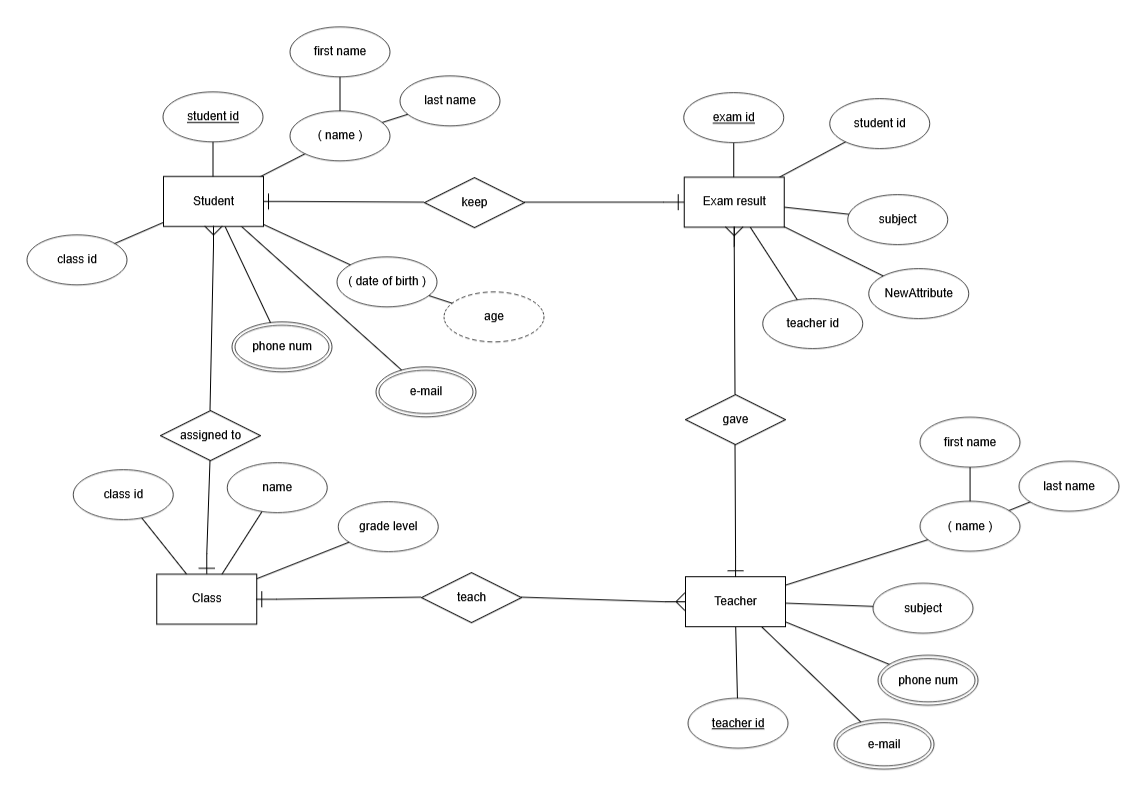 first name
last name
student id
( name )
exam id
student id
Student
keep
Exam result
subject
class id
( date of birth )
age
NewAttribute
teacher id
phone num
e-mail
assigned to
gave
first name
class id
name
last name
grade level
( name )
Class
teach
Teacher
subject
phone num
teacher id
e-mail